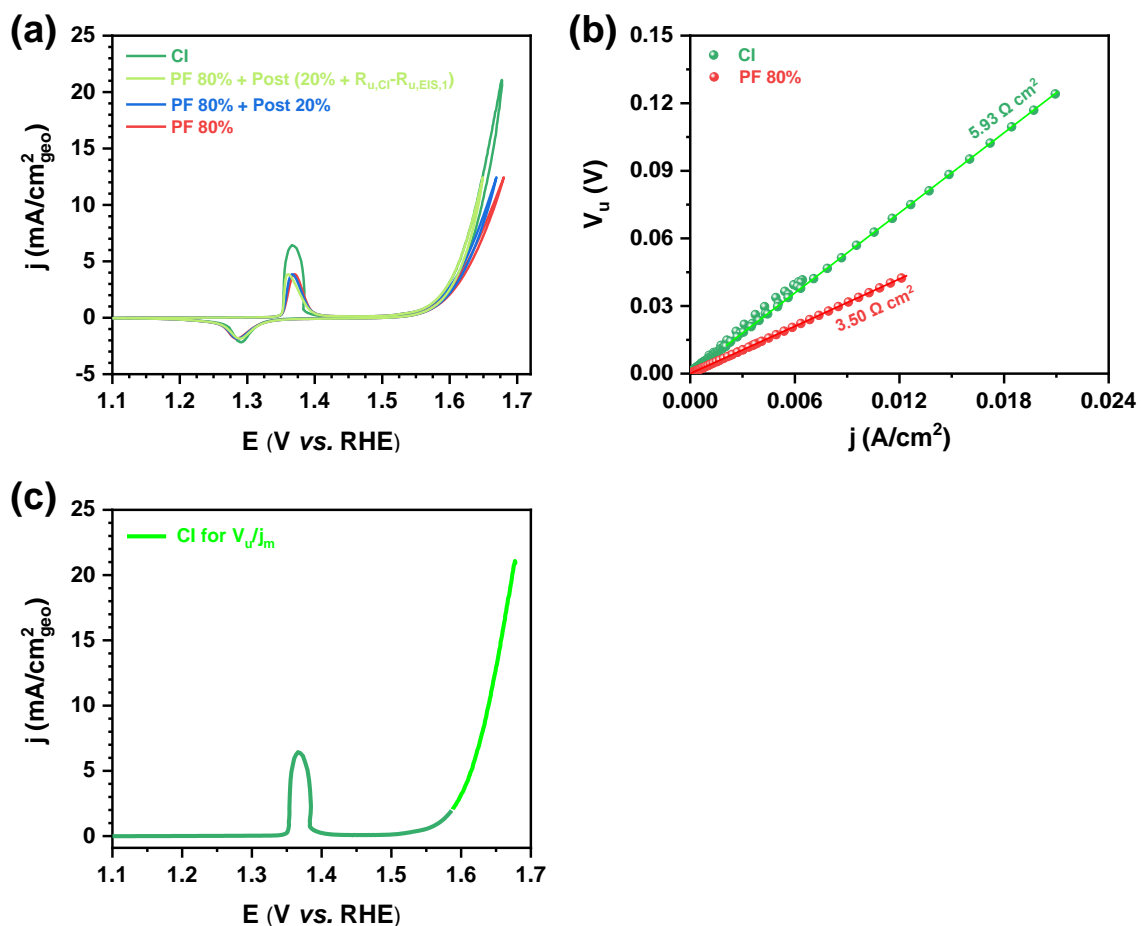 (a)
CI
PF 80% + Post (20% + R_u,CI-R_u,EIS,1)
PF 80% + Post 20%
PF 80%
25
20
15
10
5
0
-5
j (mA/cm²geo)
1.1 1.2 1.3 1.4 1.5 1.6 1.7
E (V vs. RHE)
(b)
CI
PF 80%
5.93 Ω cm²
3.50 Ω cm²
0.15
0.12
0.09
0.06
0.03
0.00
V_u (V)
0.000 0.006 0.012 0.018 0.024
j (A/cm²)
(c)
CI for V_u/j_m
25
20
15
10
5
0
j (mA/cm²geo)
1.1 1.2 1.3 1.4 1.5 1.6 1.7
E (V vs. RHE)